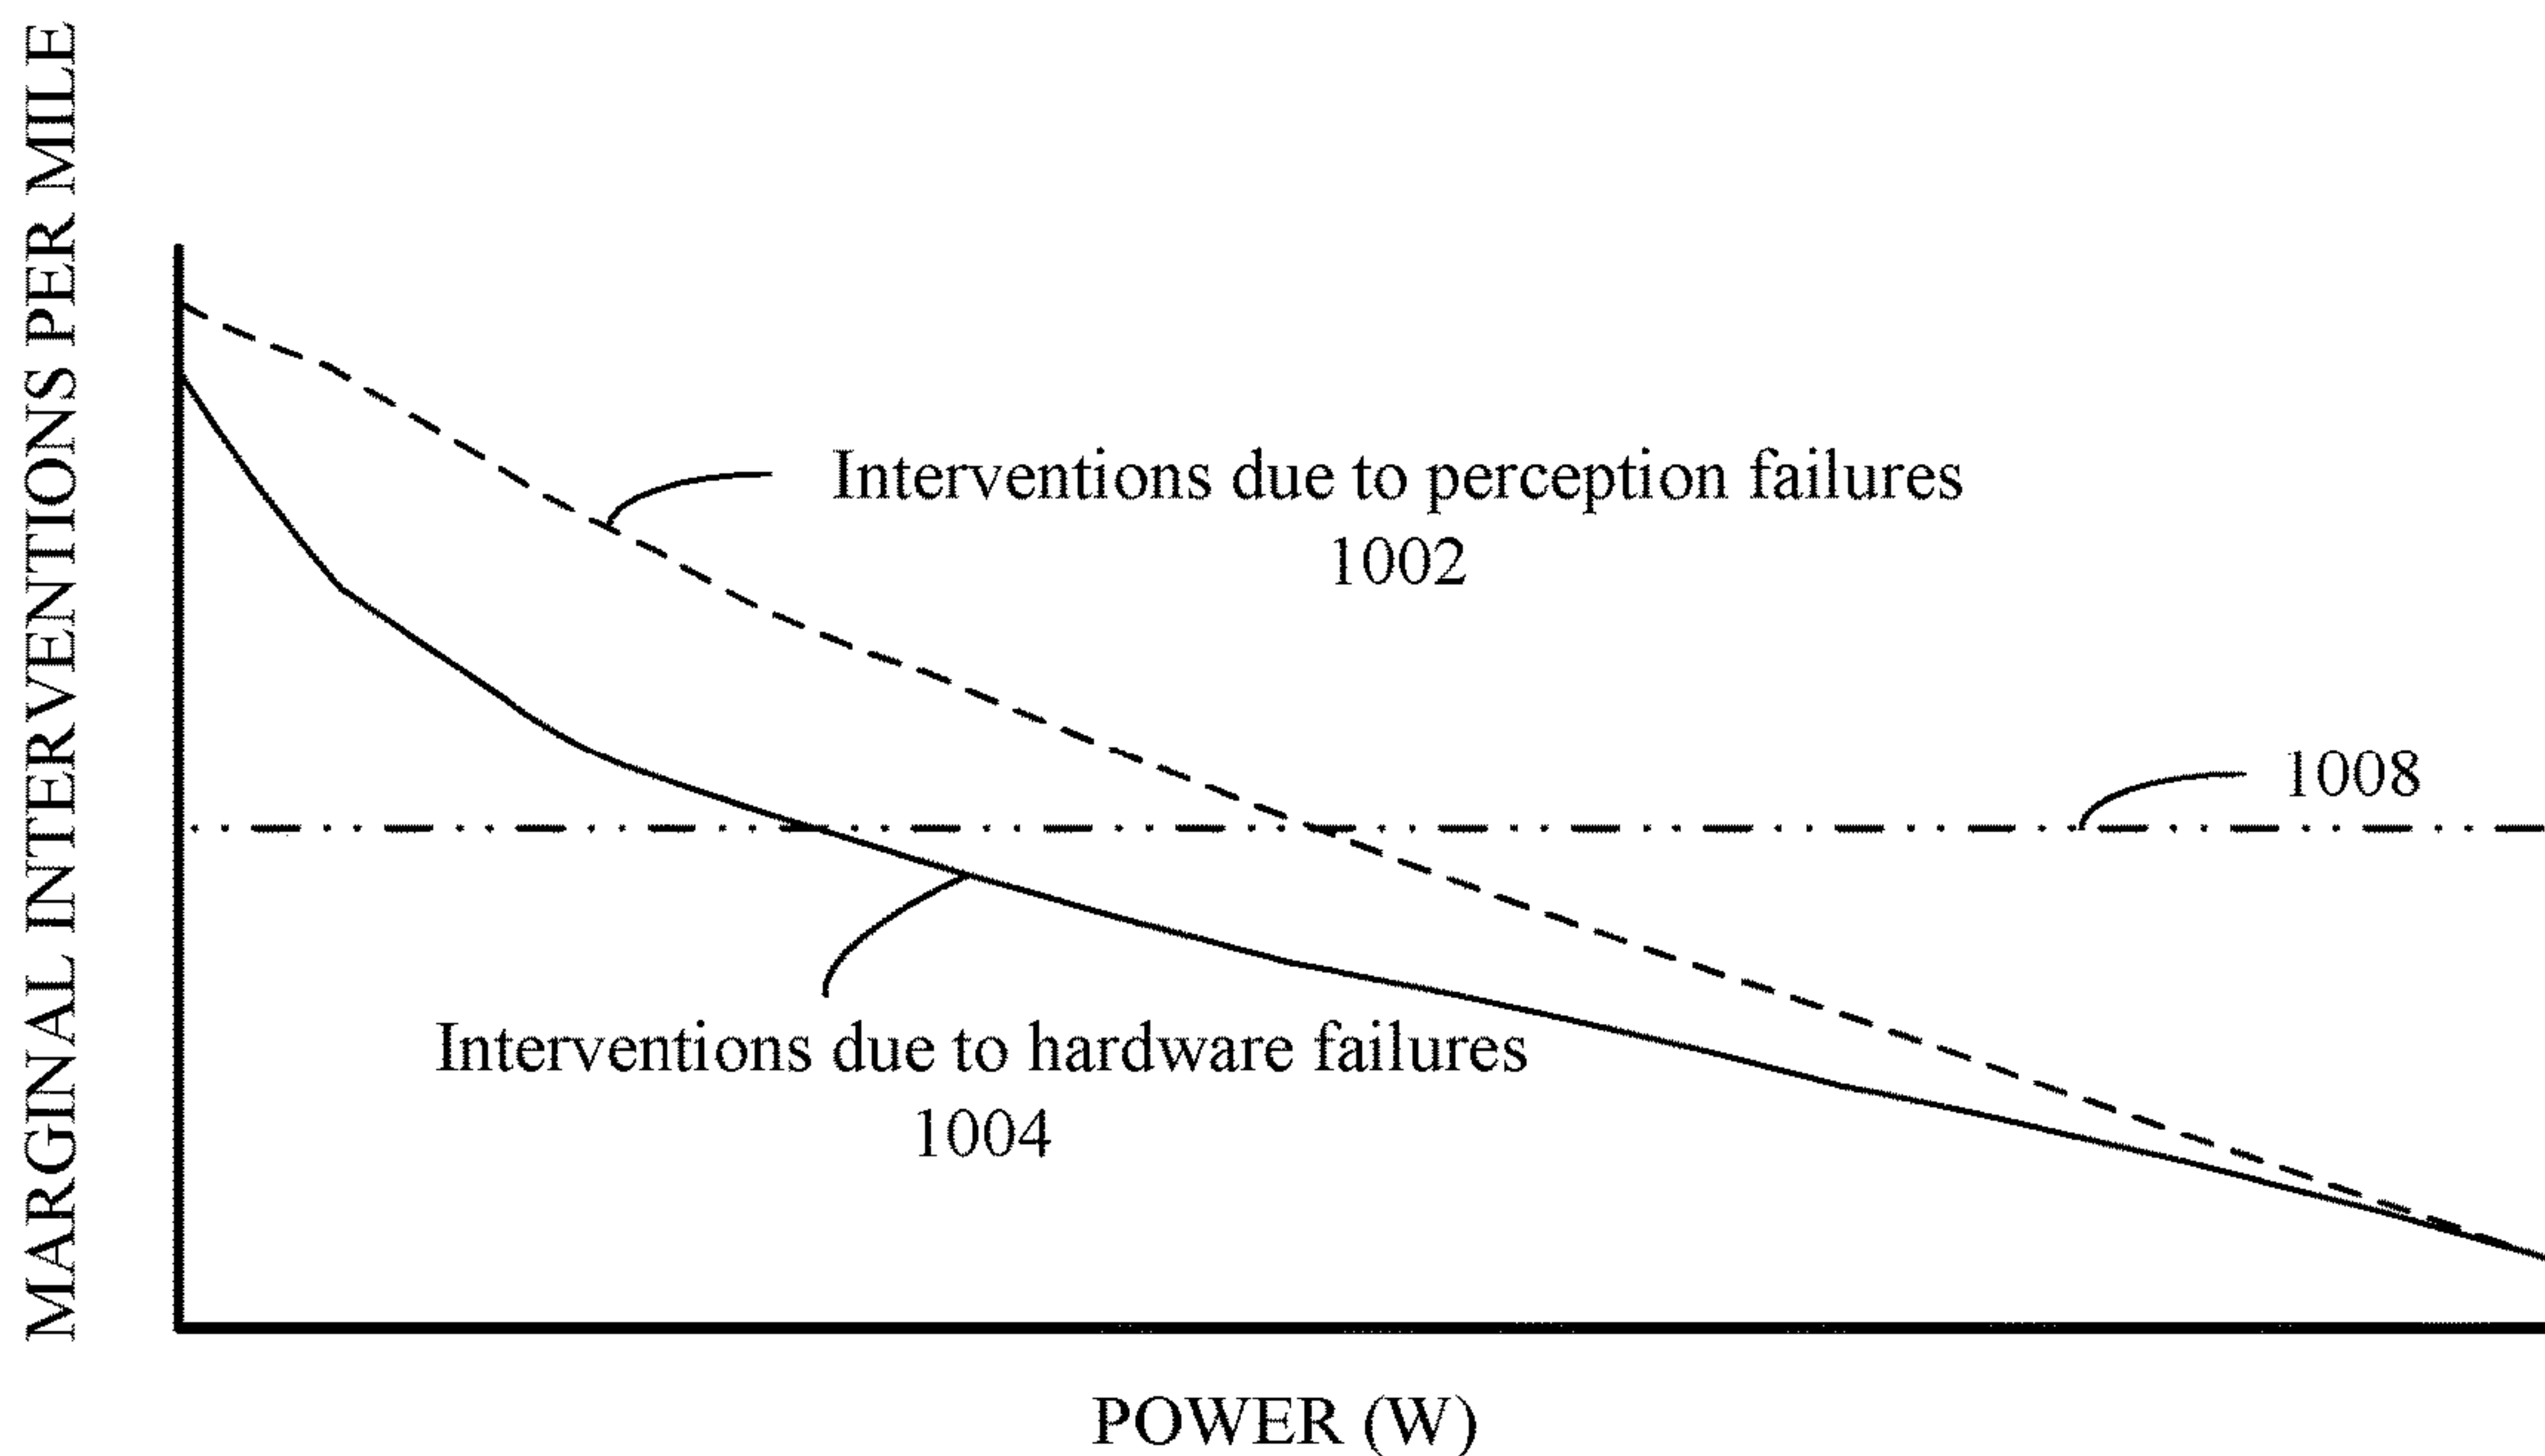 MARGINAL INTERVENTIONS PER MILE
Interventions due to perception failures
1002
1008
Interventions due to hardware failures
1004
POWER (W)